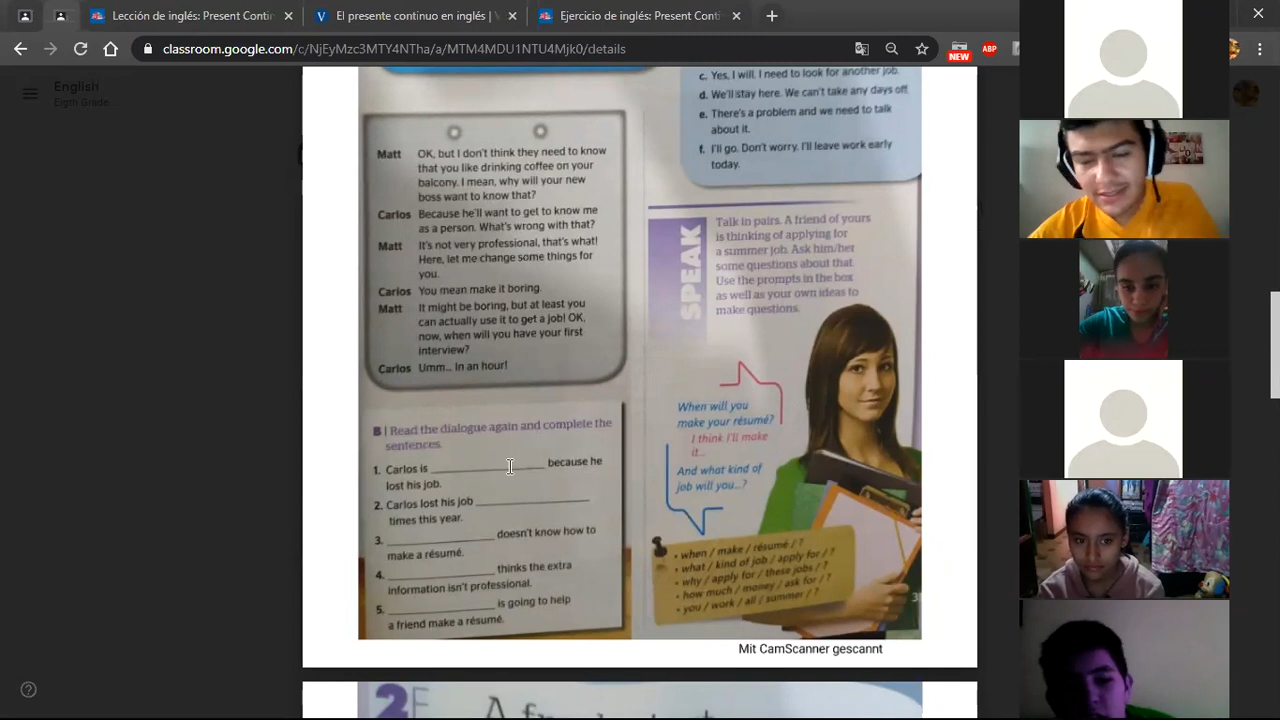 Lección de inglés: Present Conti
El presente continuo en inglés | V
Ejercicio de inglés: Present Cont
classroom.google.com/c/NjEyMzc3MTY4NTha/a/MTM4MDU1NTU4Mjk0/details
NEW
ABP
English
Eigth Grade
Matt OK, but I don't think they need to know
that you like drinking coffee on your
balcony. I mean, why will your new
boss want to know that?
Carlos Because he'll want to get to know me
as a person. What's wrong with that?
Matt It's not very professional, that's what!
Here, let me change some things for
you.
Carlos You mean make it boring.
Matt It might be boring, but at least you
can actually use it to get a job! OK,
now, when will you have your first
interview?
Carlos Umm... In an hour!
B | Read the dialogue again and complete the
sentences.
1. Carlos is ____________ because he
lost his job.
2. Carlos lost his job ____________
times this year.
3. ____________ doesn't know how to
make a résumé.
4. ____________ thinks the extra
information isn't professional.
5. ____________ is going to help
a friend make a résumé.
c. Yes, I will. I need to look for another job.
d. We'll stay here. We can't take any days off.
e. There's a problem and we need to talk
about it.
f. I'll go. Don't worry. I'll leave work early
today.
SPEAK
Talk in pairs. A friend of yours
is thinking of applying for
a summer job. Ask him/her
some questions about that.
Use the prompts in the box
as well as your own ideas to
make questions.
When will you
make your résumé?
I think I'll make
it...
And what kind of
job will you...?
• when / make / résumé / ?
• what / kind of job / apply for / ?
• why / apply for / these jobs / ?
• how much / money / ask for / ?
• you / work / all / summer / ?
Mit CamScanner gescannt